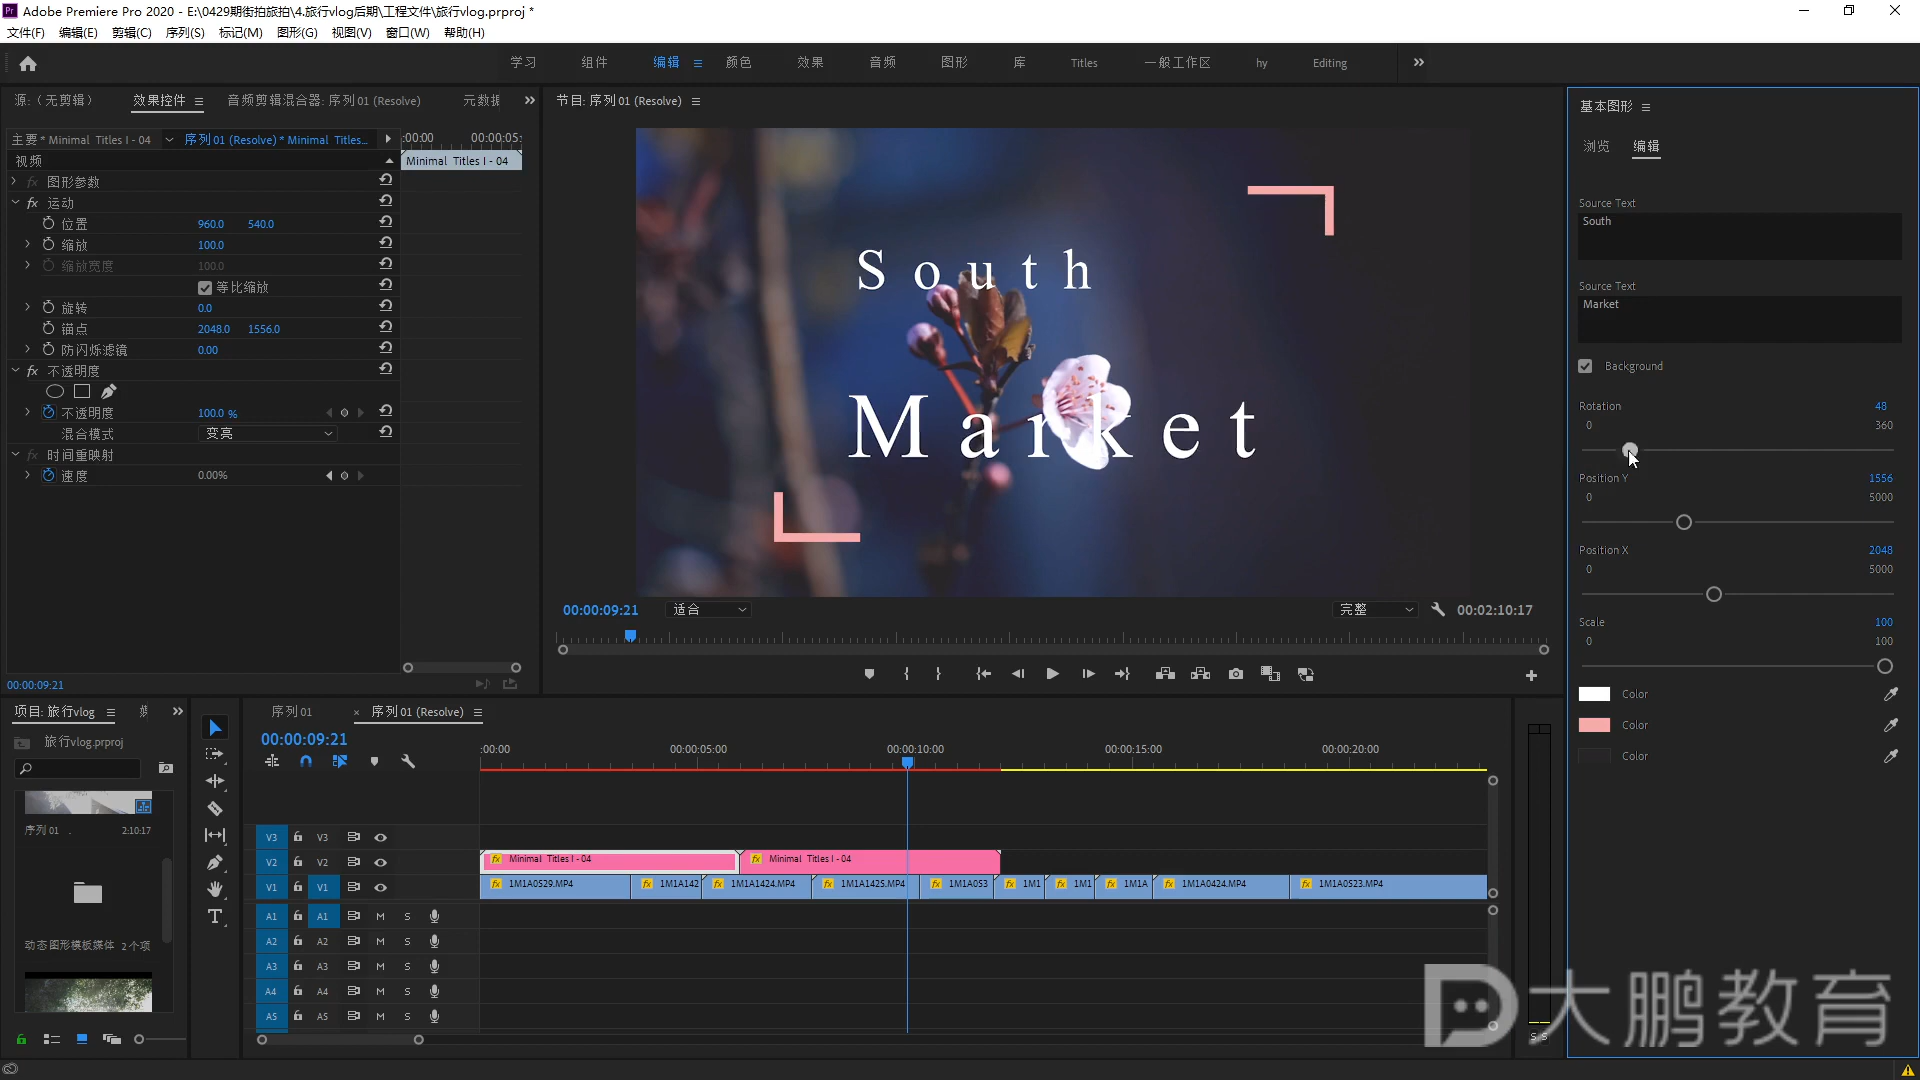 Adobe Premiere Pro 2020 - E:\0429期街拍旅拍\4.旅行vlog后期\工程文件\旅行vlog.prproj *
文件(F) 编辑(E) 剪辑(C) 序列(S) 标记(M) 图形(G) 视图(V) 窗口(W) 帮助(H)
学习 组件 编辑 颜色 效果 音频 图形 库 Titles 一般工作区 hy Editing
源:（无剪辑） 效果控件 音频剪辑混合器: 序列 01 (Resolve) 元数据
主要 * Minimal Titles I - 04 序列 01 (Resolve) * Minimal Titles...
:00:00 00:00:05:
视频
Minimal Titles I - 04
图形参数
运动
位置 960.0 540.0
缩放 100.0
缩放宽度 100.0
等比缩放
旋转 0.0
锚点 2048.0 1556.0
防闪烁滤镜 0.00
不透明度
不透明度 100.0 %
混合模式 变亮
时间重映射
速度 0.00%
00:00:09:21
节目: 序列 01 (Resolve)
South
Market
00:00:09:21 适合 完整 00:02:10:17
基本图形
浏览 编辑
Source Text
South
Source Text
Market
Background
Rotation 48
0 360
Position Y 1556
0 5000
Position X 2048
0 5000
Scale 100
0 100
Color
Color
Color
项目: 旅行vlog
旅行vlog.prproj
序列 01 2:10:17
动态图形模板媒体 2 个项
序列 01 × 序列 01 (Resolve)
00:00:09:21
:00:00 00:00:05:00 00:00:10:00 00:00:15:00 00:00:20:00
V3 V3
V2 V2 Minimal Titles I - 04 Minimal Titles I - 04
V1 V1 1M1A0529.MP4 1M1A142 1M1A1424.MP4 1M1A1425.MP4 1M1A053 1M1 1M1 1M1A 1M1A0424.MP4 1M1A0523.MP4
A1 A1 M S
A2 A2 M S
A3 A3 M S
A4 A4 M S
A5 A5 M S
S S
大鹏教育